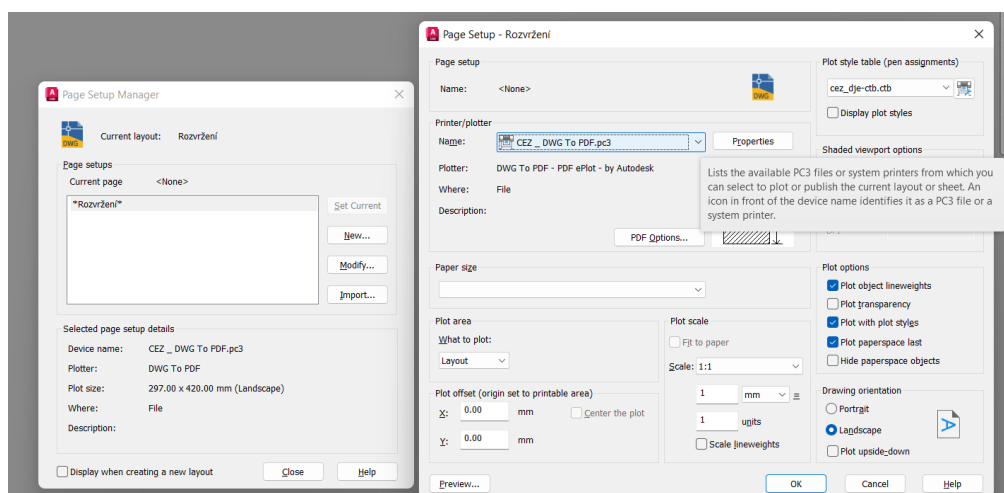 Page Setup Manager
Current layout: Rozvržení
Page setups
Current page <None>
*Rozvržení*
Set Current
New...
Modify...
Import...
Selected page setup details
Device name: CEZ _ DWG To PDF.pc3
Plotter: DWG To PDF
Plot size: 297.00 x 420.00 mm (Landscape)
Where: File
Description:
Display when creating a new layout
Close
Help
Page Setup - Rozvržení
Page setup
Name: <None>
DWG
Printer/plotter
Name: CEZ _ DWG To PDF.pc3
Properties
Plotter: DWG To PDF - PDF ePlot - by Autodesk
Where: File
Description:
PDF Options...
Lists the available PC3 files or system printers from which you
can select to plot or publish the current layout or sheet. An
icon in front of the device name identifies it as a PC3 file or a
system printer.
Paper size
Plot area
What to plot:
Layout
Plot offset (origin set to printable area)
X: 0.00 mm
Center the plot
Y: 0.00 mm
Plot scale
Fit to paper
Scale: 1:1
1 mm =
1 units
Scale lineweights
Plot style table (pen assignments)
cez_dje-ctb.ctb
Display plot styles
Shaded viewport options
Plot options
Plot object lineweights
Plot transparency
Plot with plot styles
Plot paperspace last
Hide paperspace objects
Drawing orientation
Portrait
Landscape
Plot upside-down
A
Preview...
OK
Cancel
Help